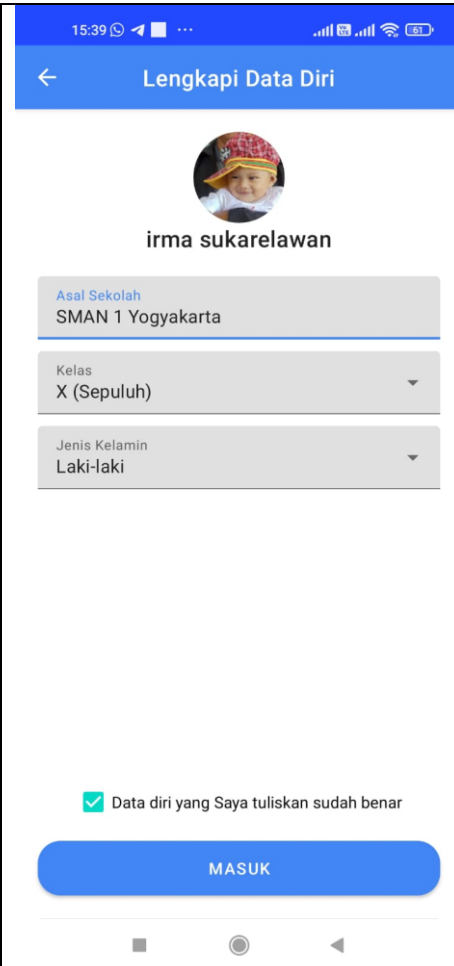 15:39
61
Lengkapi Data Diri
irma sukarelawan
Asal Sekolah
SMAN 1 Yogyakarta
Kelas
X (Sepuluh)
Jenis Kelamin
Laki-laki
Data diri yang Saya tuliskan sudah benar
MASUK